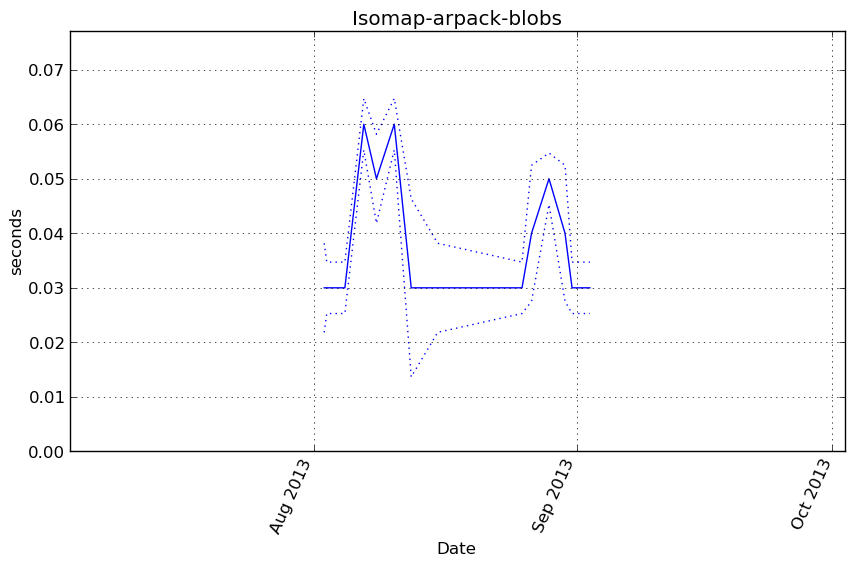 Isomap-arpack-blobs
0.07
0.06
0.05
0.04
0.03
0.02
0.01
0.00
seconds
Aug 2013
Sep 2013
Oct 2013
Date